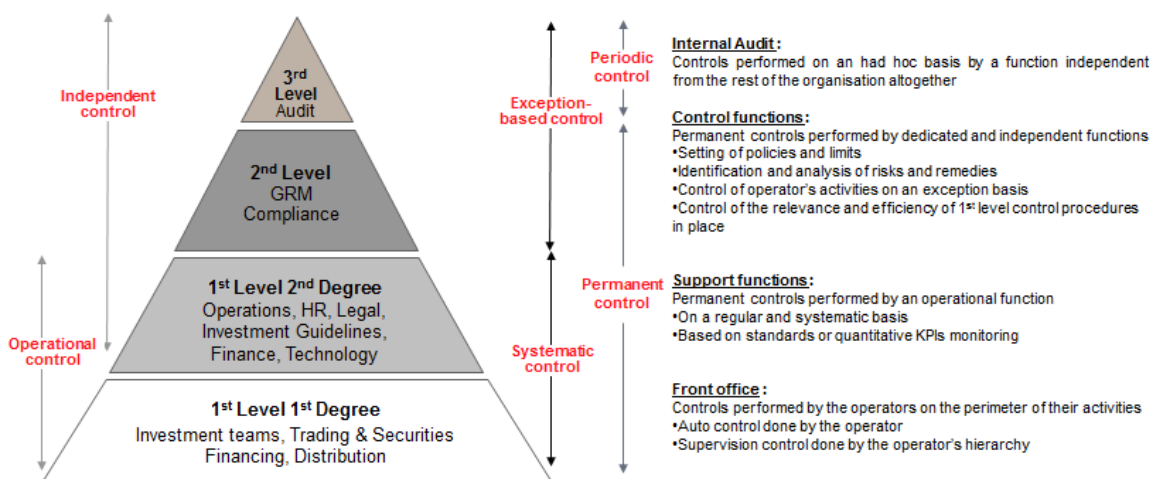 3rd
Level
Audit
2nd Level
GRM
Compliance
1st Level 2nd Degree
Operations, HR, Legal,
Investment Guidelines,
Finance, Technology
1st Level 1st Degree
Investment teams, Trading & Securities
Financing, Distribution
Independent
control
Operational
control
Exception-
based control
Systematic
control
Periodic
control
Permanent
control
Internal Audit :
Controls performed on an had hoc basis by a function independent
from the rest of the organisation altogether
Control functions:
Permanent controls performed by dedicated and independent functions
•Setting of policies and limits
•Identification and analysis of risks and remedies
•Control of operator's activities on an exception basis
•Control of the relevance and efficiency of 1st level control procedures
in place
Support functions:
Permanent controls performed by an operational function
•On a regular and systematic basis
•Based on standards or quantitative KPIs monitoring
Front office :
Controls performed by the operators on the perimeter of their activities
•Auto control done by the operator
•Supervision control done by the operator's hierarchy